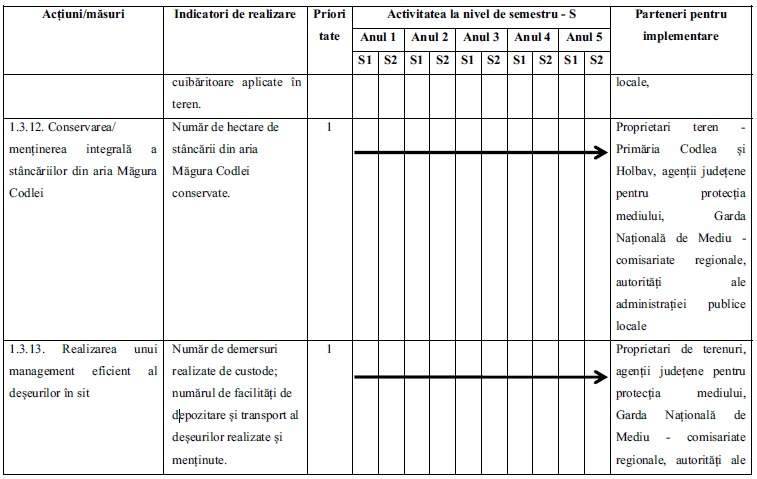 Acțiuni/măsuri
Indicatori de realizare
Priori
tate
Activitatea la nivel de semestru - S
Parteneri pentru
implementare
Anul 1 Anul 2 Anul 3 Anul 4 Anul 5
S1 S2 S1 S2 S1 S2 S1 S2 S1 S2
cuibăritoare aplicate în
teren.
locale,
1.3.12. Conservarea/
menținerea integrală a
stâncăriilor din aria Măgura
Codlei
Număr de hectare de
stâncării din aria
Măgura Codlei
conservate.
1
Proprietari teren -
Primăria Codlea și
Holbav, agenții județene
pentru protecția
mediului, Garda
Națională de Mediu -
comisariate regionale,
autorități ale
administrației publice
locale
1.3.13. Realizarea unui
management eficient al
deșeurilor în sit
Număr de demersuri
realizate de custode;
numărul de facilități de
depozitare și transport al
deșeurilor realizate și
menținute.
1
Proprietari de terenuri,
agenții județene pentru
protecția mediului,
Garda Națională de
Mediu - comisariate
regionale, autorități ale